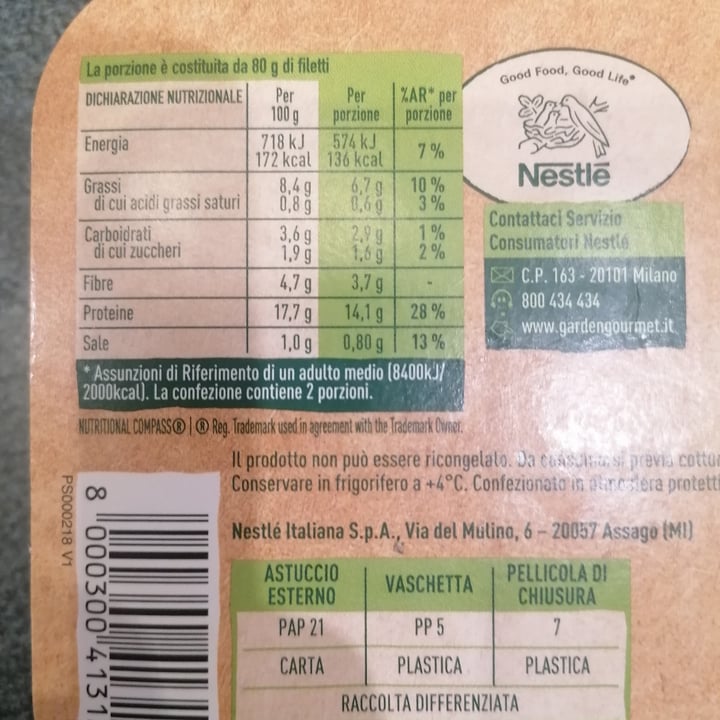 La porzione è costituita da 80 g di filetti
DICHIARAZIONE NUTRIZIONALE Per 100 g Per porzione %AR* per porzione
Energia 718 kJ 574 kJ 7 %
172 kcal 136 kcal
Grassi 8,4 g 6,7 g 10 %
di cui acidi grassi saturi 0,8 g 0,6 g 3 %
Carboidrati 3,6 g 2,9 g 1 %
di cui zuccheri 1,9 g 1,6 g 2 %
Fibre 4,7 g 3,7 g -
Proteine 17,7 g 14,1 g 28 %
Sale 1,0 g 0,80 g 13 %
* Assunzioni di Riferimento di un adulto medio (8400kJ/
2000kcal). La confezione contiene 2 porzioni.
NUTRITIONAL COMPASS® | ® Reg. Trademark used in agreement with the Trademark Owner.
Good Food, Good Life®
Nestlé
Contattaci Servizio
Consumatori Nestlé
C.P. 163 - 20101 Milano
800 434 434
www.gardengourmet.it
Il prodotto non può essere ricongelato. Da previa
Conservare in frigorifero a +4°C. Confezionato in
Nestlé Italiana S.p.A., Via del Mulino, 6 – 20057 Assago (MI)
PS000218 V1
8 000300 4131
ASTUCCIO ESTERNO VASCHETTA PELLICOLA DI CHIUSURA
PAP 21 PP 5 7
CARTA PLASTICA PLASTICA
RACCOLTA DIFFERENZIATA